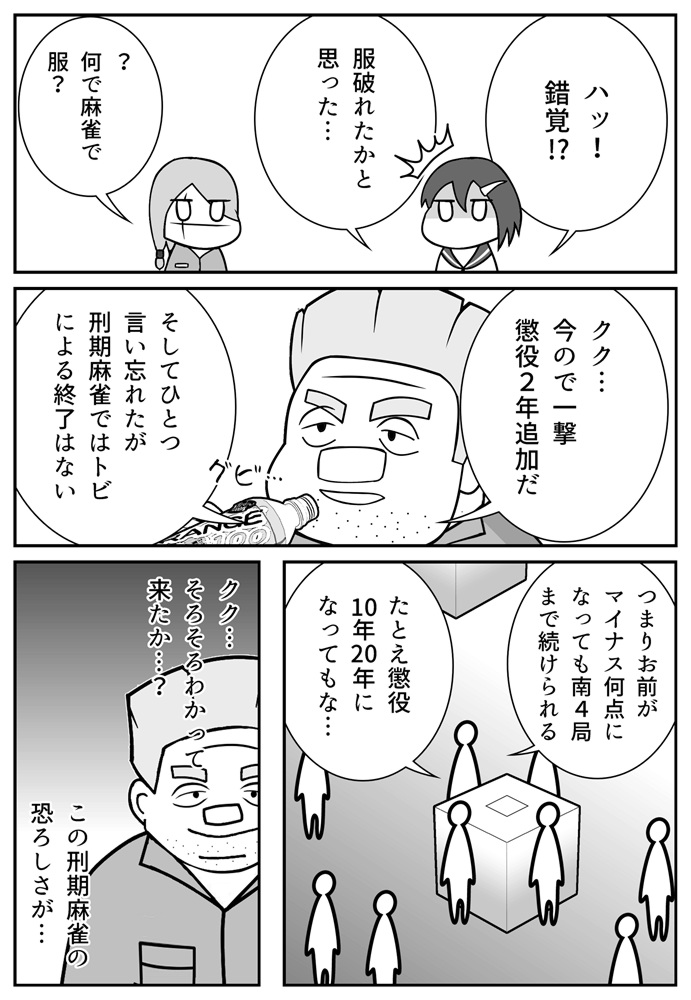 ハッ！
錯覚!?
服破れたかと
思った…
？
何で麻雀で
服？
クク…
今ので一撃
懲役２年追加だ
そしてひとつ
言い忘れたが
刑期麻雀ではトビ
による終了はない
グビ…
ANGE
100
つまりお前が
マイナス何点に
なっても南４局
まで続けられる
たとえ懲役
10年20年に
なってもな…
クク…
そろそろわかって
来たか…？
この刑期麻雀の
恐ろしさが…